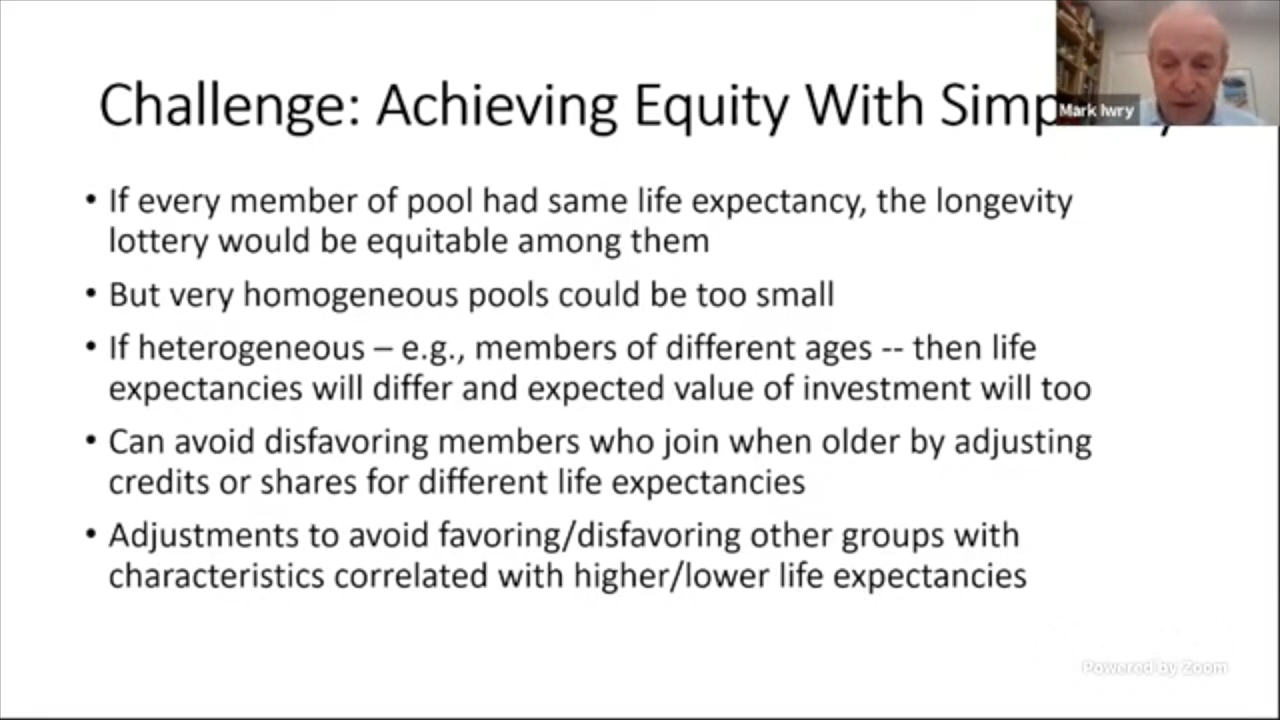 Challenge: Achieving Equity With Simp
Mark Iwry
• If every member of pool had same life expectancy, the longevity
lottery would be equitable among them
• But very homogeneous pools could be too small
• If heterogeneous – e.g., members of different ages -- then life
expectancies will differ and expected value of investment will too
• Can avoid disfavoring members who join when older by adjusting
credits or shares for different life expectancies
• Adjustments to avoid favoring/disfavoring other groups with
characteristics correlated with higher/lower life expectancies
Powered by Zoom